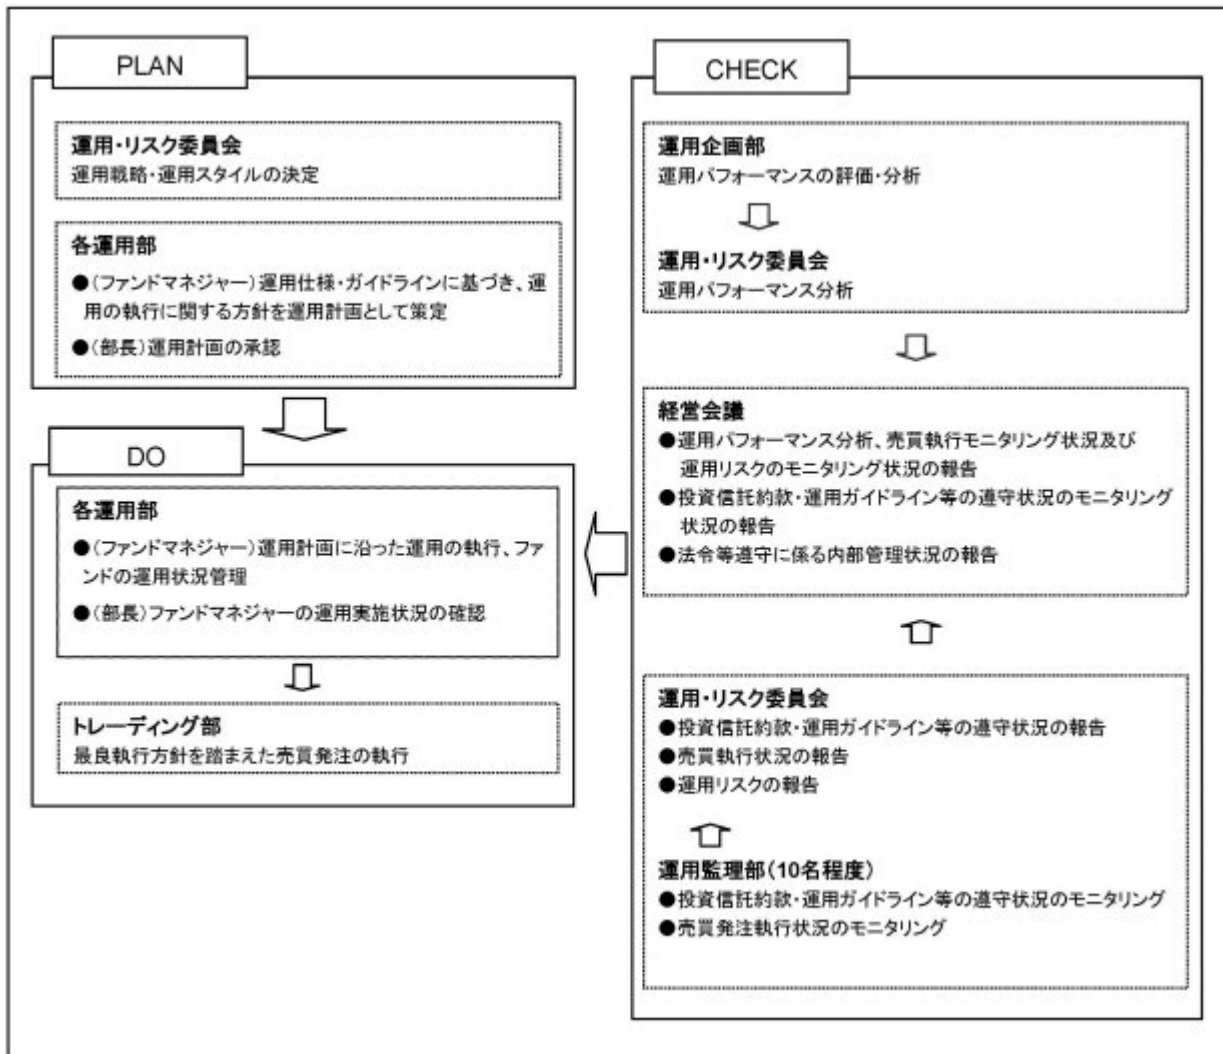 PLAN
運用・リスク委員会
運用戦略・運用スタイルの決定
各運用部
●(ファンドマネジャー)運用仕様・ガイドラインに基づき、運
用の執行に関する方針を運用計画として策定
●(部長)運用計画の承認
DO
各運用部
●(ファンドマネジャー)運用計画に沿った運用の執行、ファ
ンドの運用状況管理
●(部長)ファンドマネジャーの運用実施状況の確認
トレーディング部
最良執行方針を踏まえた売買発注の執行
CHECK
運用企画部
運用パフォーマンスの評価・分析
運用・リスク委員会
運用パフォーマンス分析
経営会議
●運用パフォーマンス分析、売買執行モニタリング状況及び
運用リスクのモニタリング状況の報告
●投資信託約款・運用ガイドライン等の遵守状況のモニタリング
状況の報告
●法令等遵守に係る内部管理状況の報告
運用・リスク委員会
●投資信託約款・運用ガイドライン等の遵守状況の報告
●売買執行状況の報告
●運用リスクの報告
運用監理部(10名程度)
●投資信託約款・運用ガイドライン等の遵守状況のモニタリング
●売買発注執行状況のモニタリング